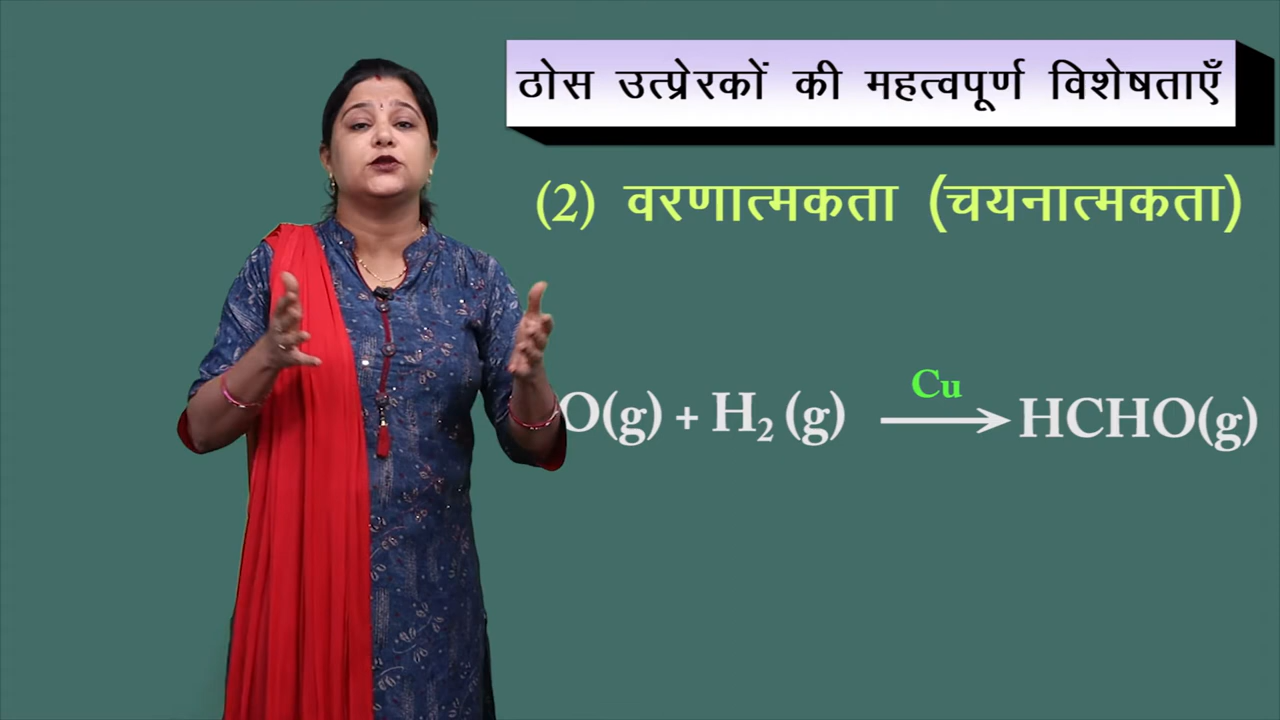 ठोस उत्प्रेरकों की महत्वपूर्ण विशेषताएँ
(2) वरणात्मकता (चयनात्मकता)
Cu
O(g) + H₂ (g) ⟶ HCHO(g)